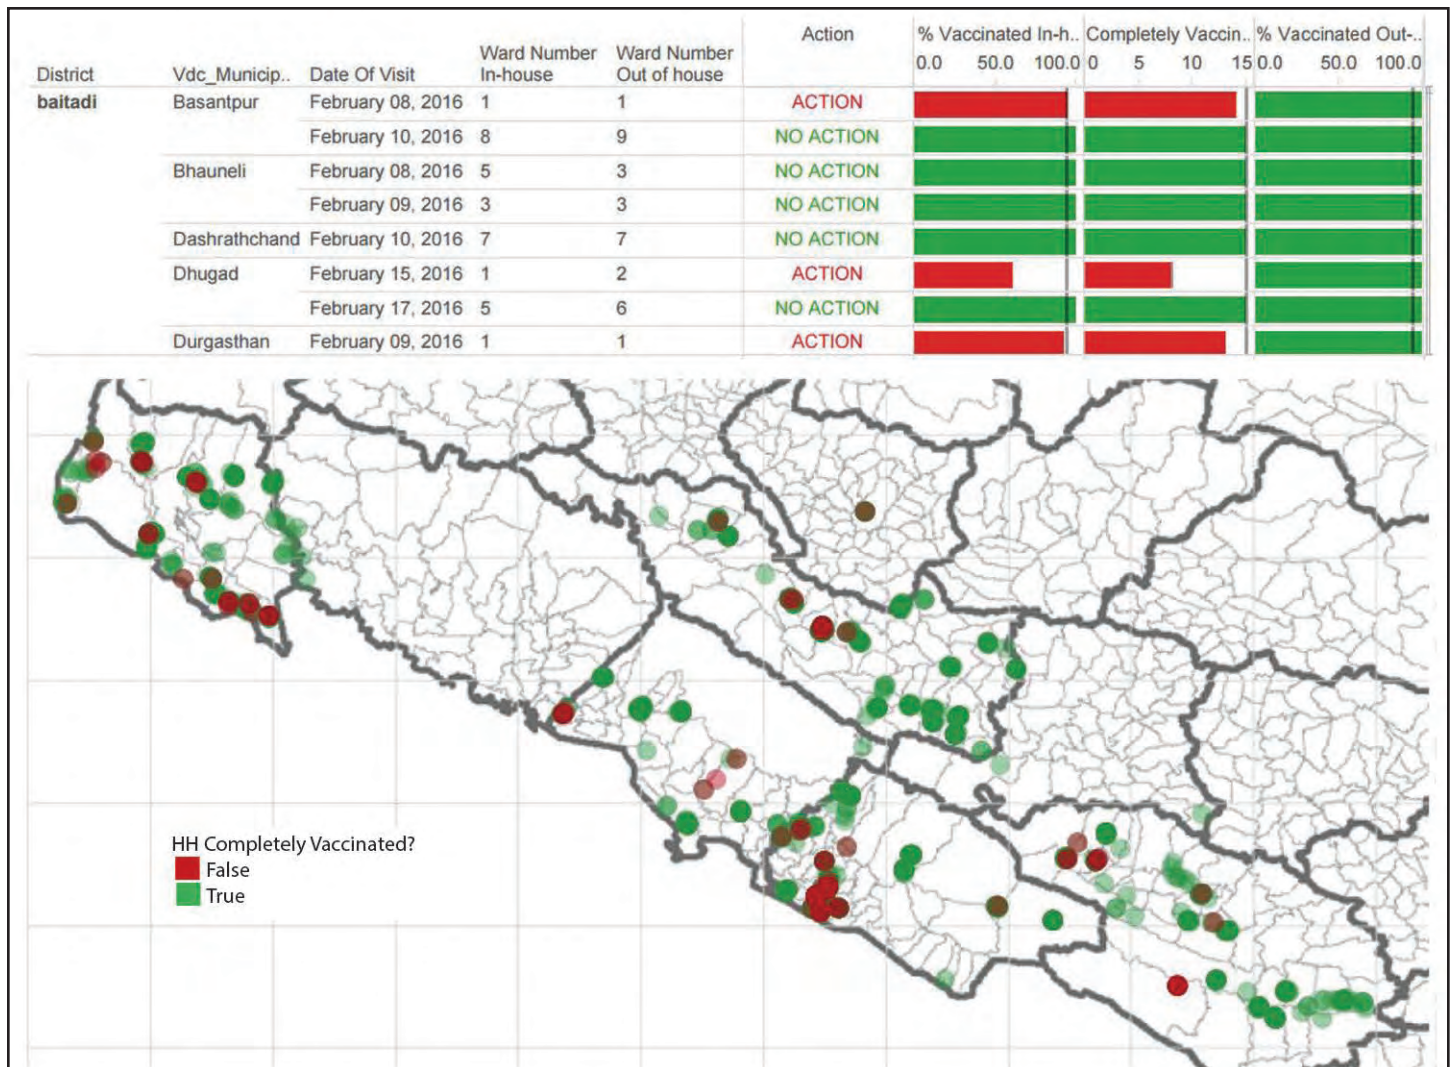 Action % Vaccinated In-h.. Completely Vaccin.. % Vaccinated Out-..
District Vdc_Municip.. Date Of Visit Ward Number In-house Ward Number Out of house 0.0 50.0 100.0 0 5 10 15 0.0 50.0 100.0
baitadi Basantpur February 08, 2016 1 1 ACTION
February 10, 2016 8 9 NO ACTION
Bhauneli February 08, 2016 5 3 NO ACTION
February 09, 2016 3 3 NO ACTION
Dashrathchand February 10, 2016 7 7 NO ACTION
Dhugad February 15, 2016 1 2 ACTION
February 17, 2016 5 6 NO ACTION
Durgasthan February 09, 2016 1 1 ACTION
HH Completely Vaccinated?
False
True